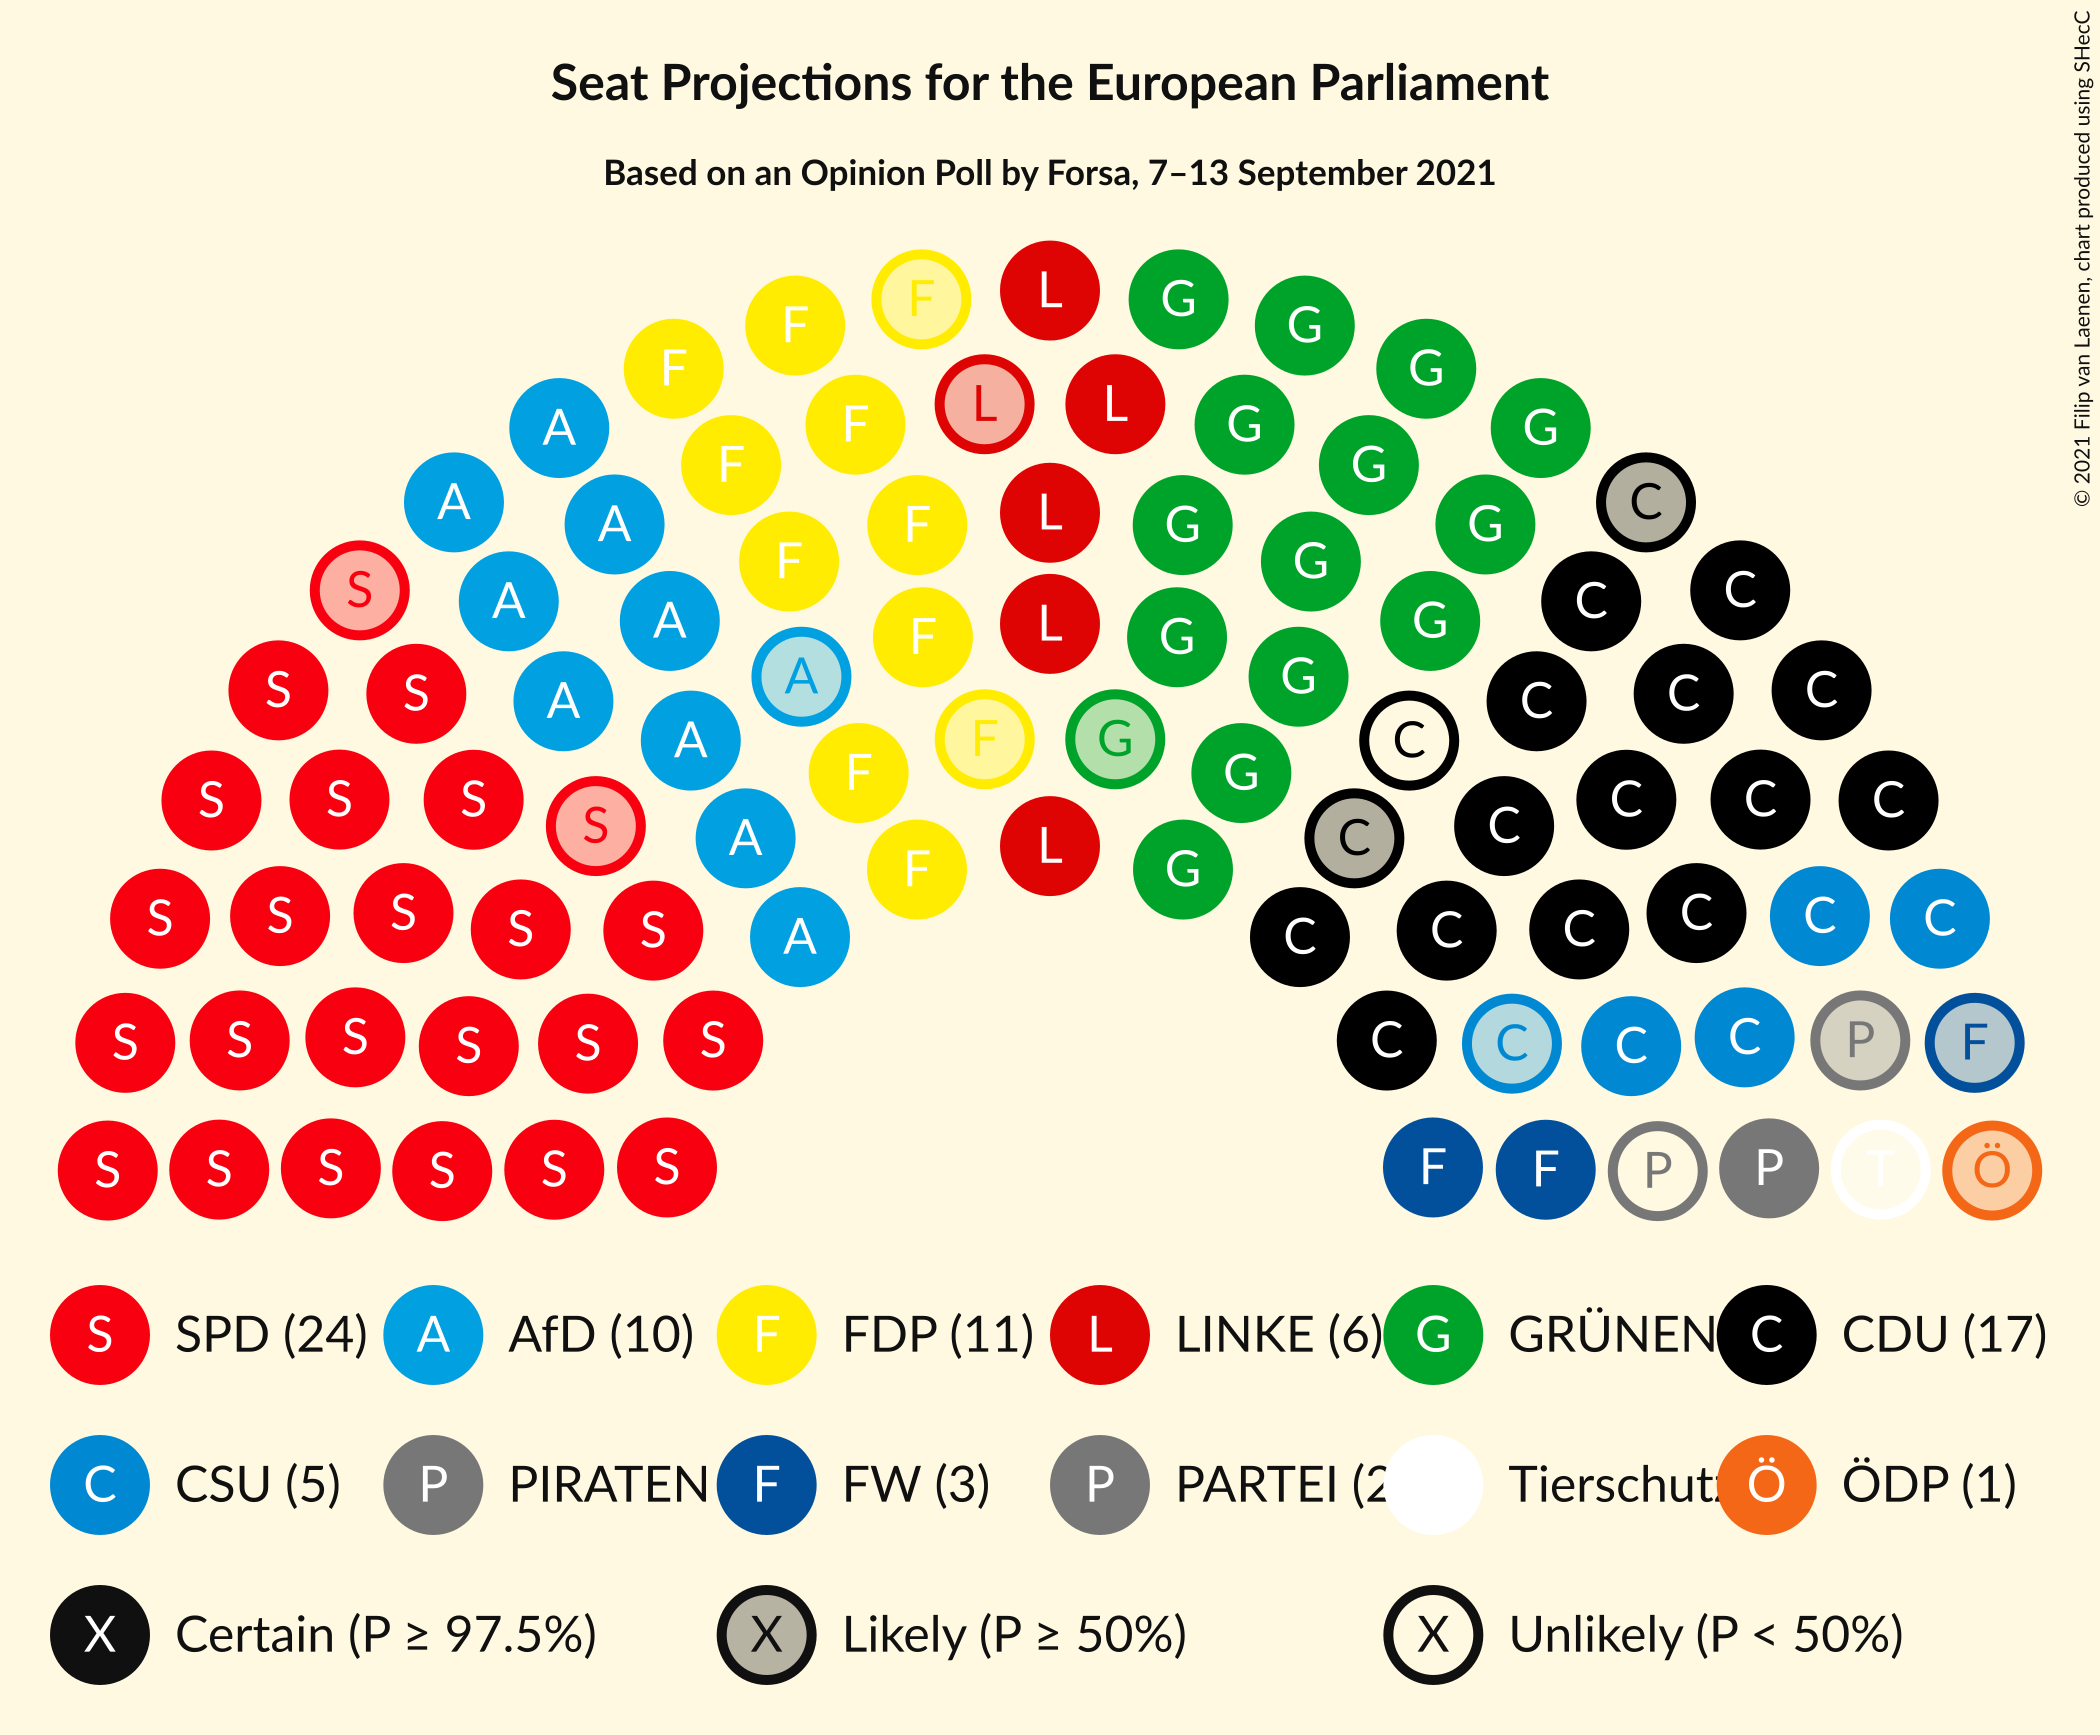 Seat Projections for the European Parliament
Based on an Opinion Poll by Forsa, 7–13 September 2021
© 2021 Filip van Laenen, chart produced using SHecC
L
F G
F G
F G
L L
A G
F G
F G
A C
L
A G
F G
F G
S C
A C
L
A G
F G
A G
S C
S C
A C
F G
A C
F G
S C
S C
S C
S C
A C
L
F G
S C
S C
S C
S C
S C
A C
S C
S C
S C
S P
S F
S C
S F
S F
S P
S P
S T
S Ö
S SPD (24) A AfD (10) F FDP (11) L LINKE (6) G GRÜNEN C CDU (17)
C CSU (5) P PIRATEN F FW (3) P PARTEI (2 Tierschutz Ö ÖDP (1)
X Certain (P ≥ 97.5%) X Likely (P ≥ 50%) X Unlikely (P < 50%)